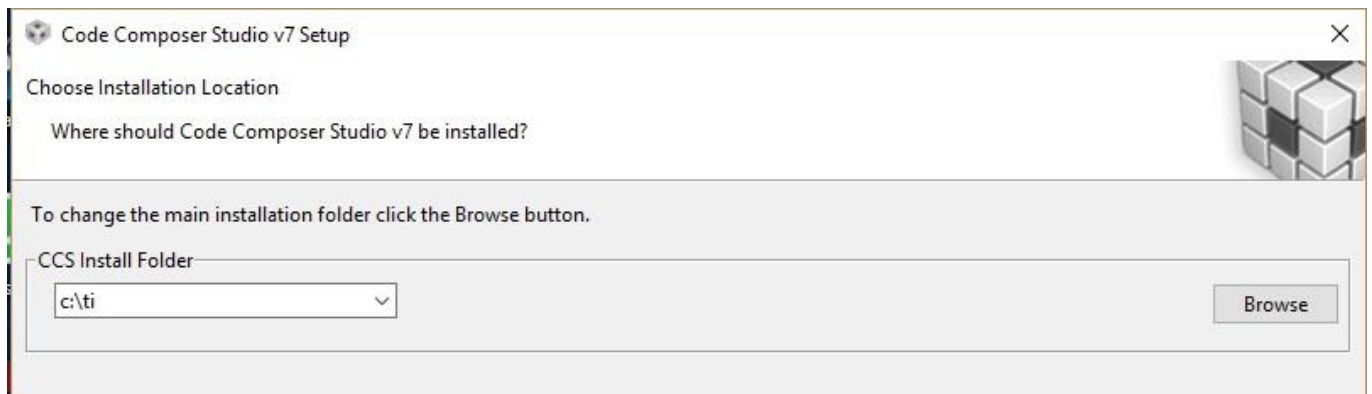 Code Composer Studio v7 Setup
Choose Installation Location
Where should Code Composer Studio v7 be installed?
To change the main installation folder click the Browse button.
CCS Install Folder
c:\ti
Browse